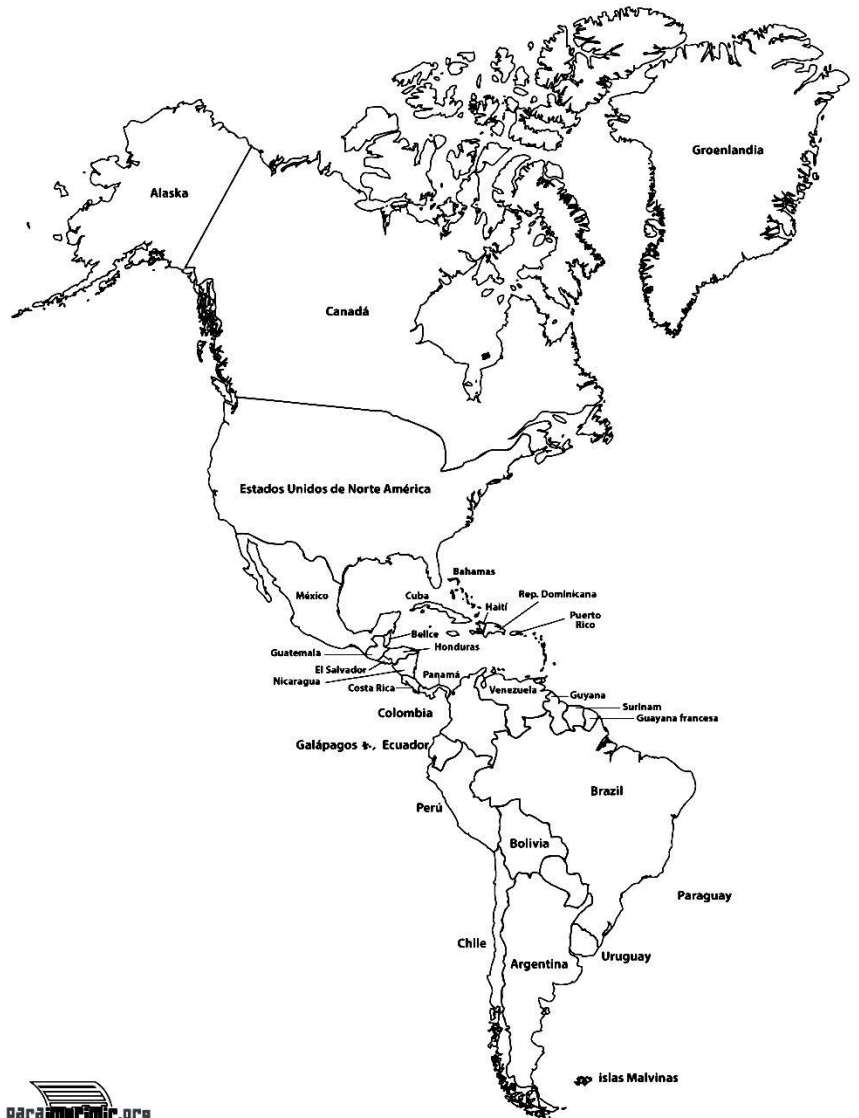 Groenlandia
Alaska
Canadá
Estados Unidos de Norte América
Bahamas
México
Cuba
Rep. Dominicana
Haití
Puerto
Rico
Belice
Guatemala
Honduras
El Salvador
Nicaragua
Panamá
Costa Rica
Venezuela
Guyana
Surinam
Guayana francesa
Colombia
Galápagos , Ecuador
Brazil
Perú
Bolivia
Paraguay
Chile
Uruguay
Argentina
islas Malvinas
paraimprimir.org